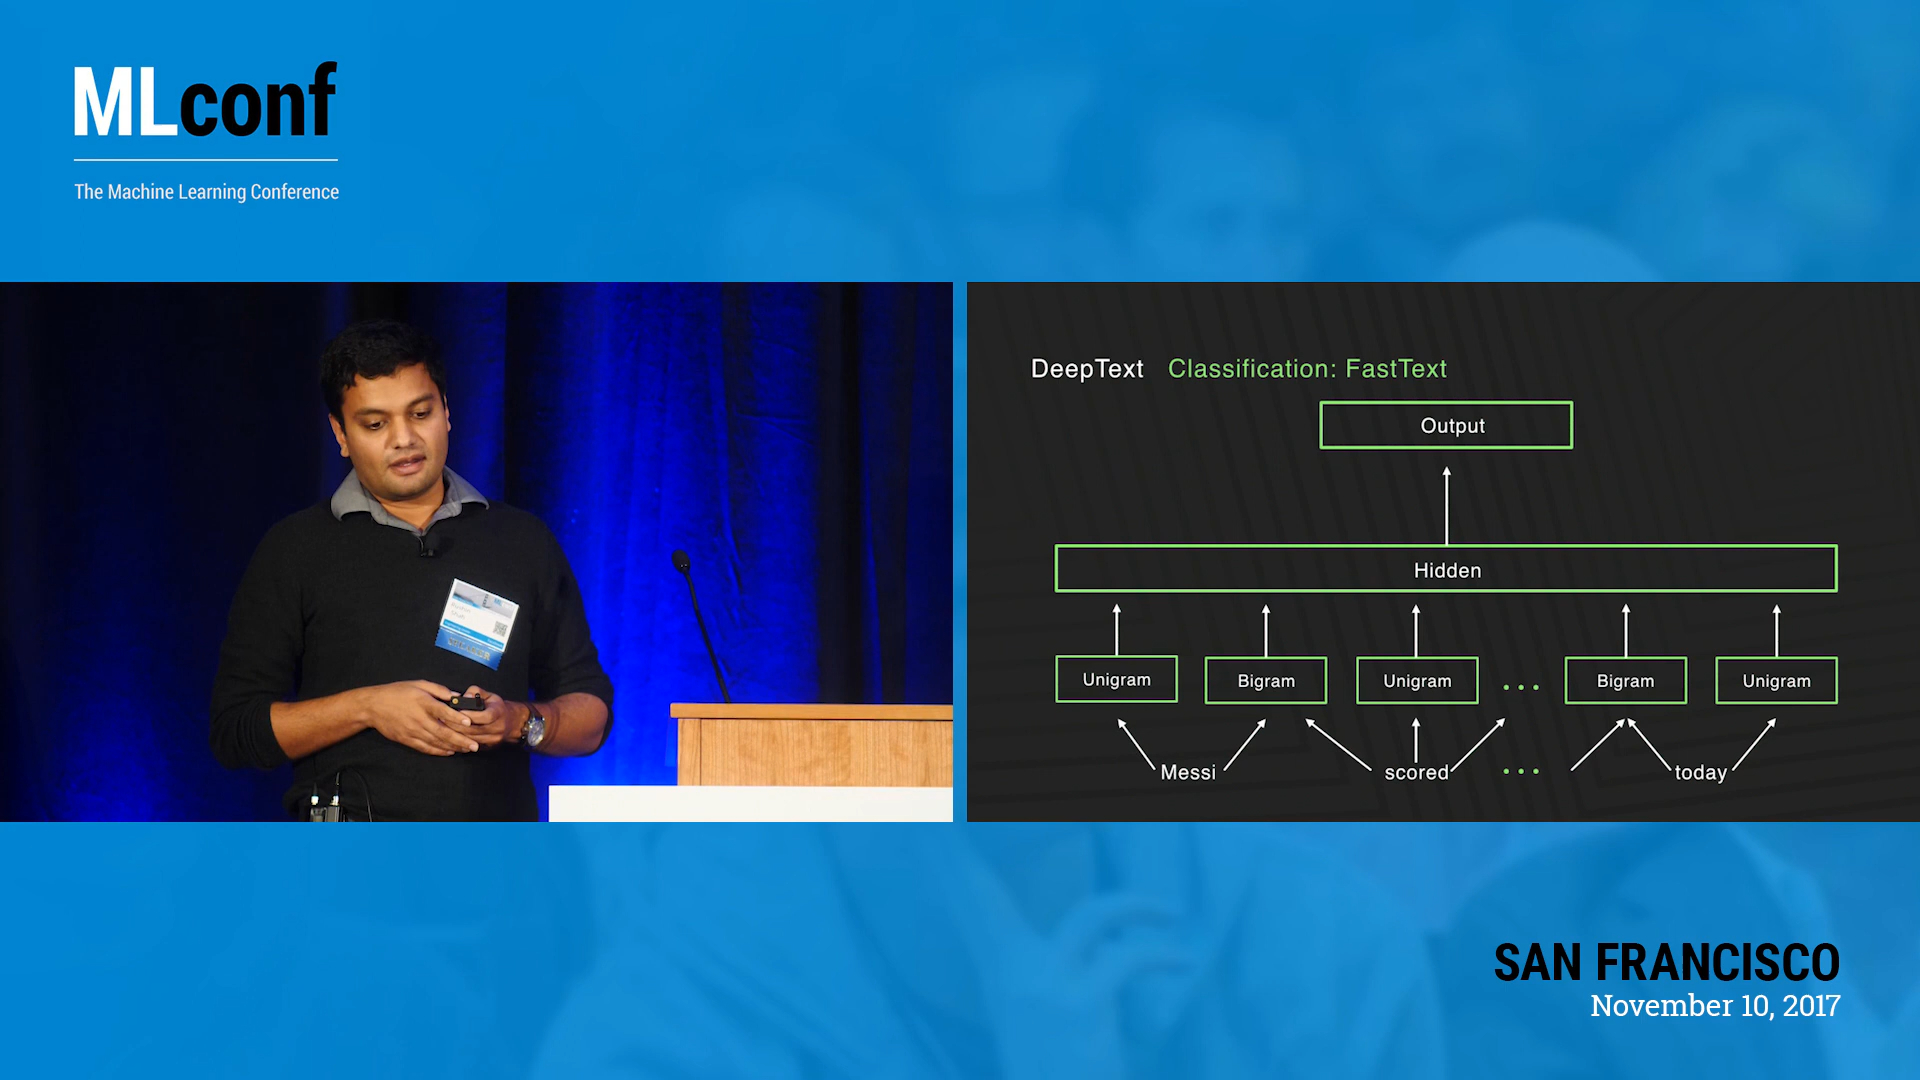 MLconf
The Machine Learning Conference
DeepText Classification: FastText
Output
Hidden
Unigram Bigram Unigram ... Bigram Unigram
Messi scored ... today
SAN FRANCISCO
November 10, 2017